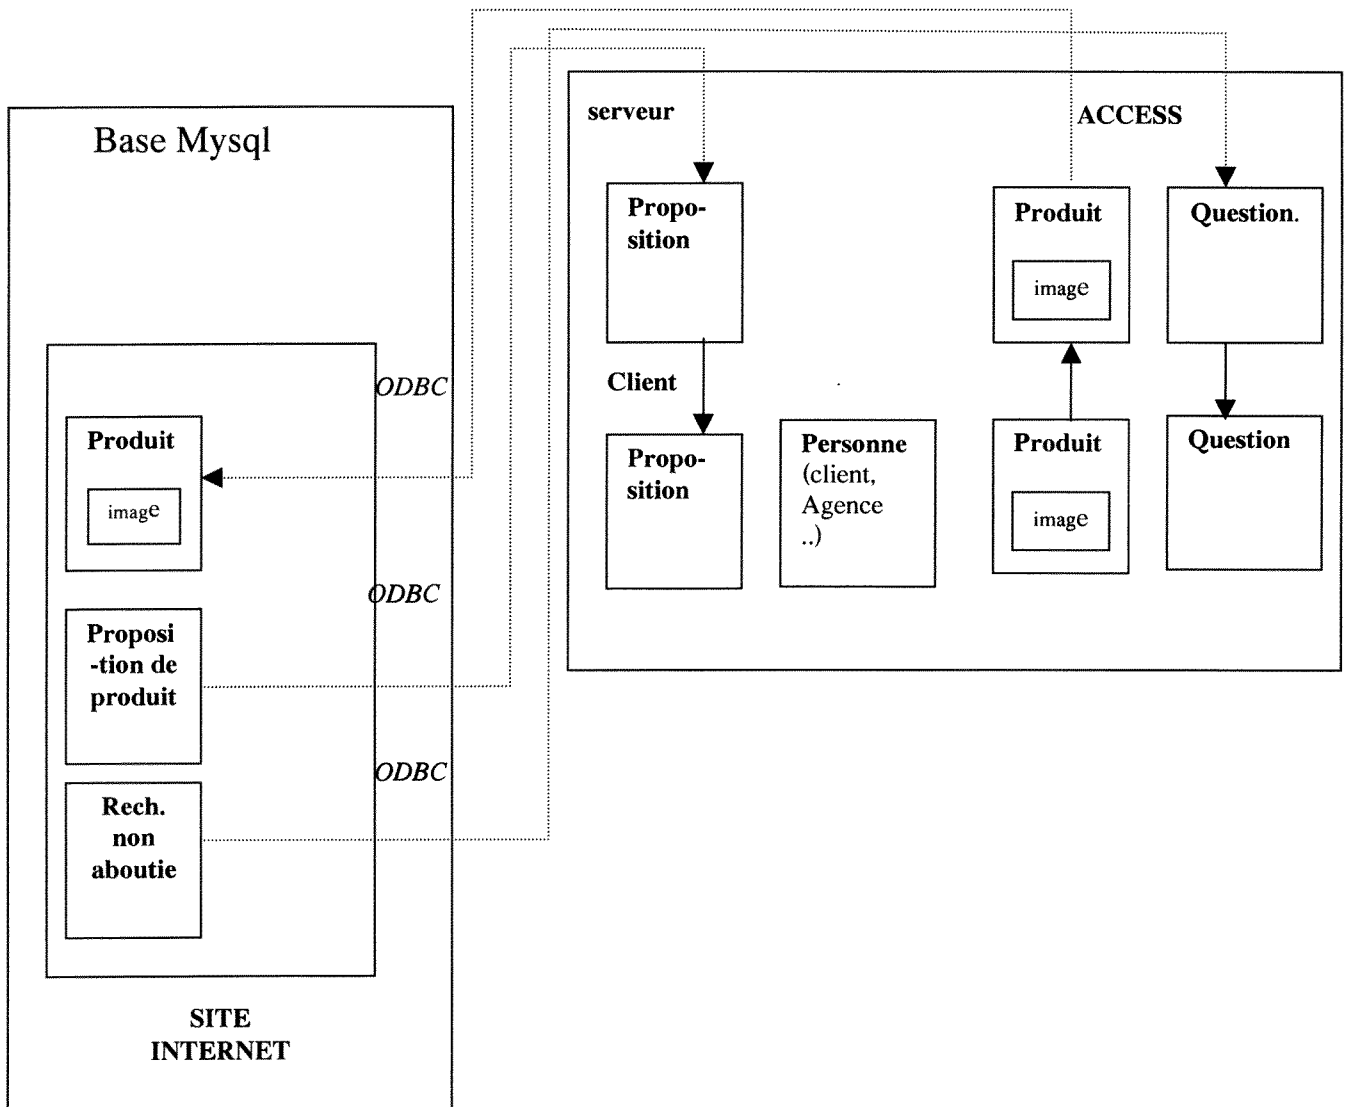 Base Mysql
ODBC
Produit
image
ODBC
Proposi
-tion de
produit
ODBC
Rech.
non
aboutie
SITE
INTERNET
serveur
ACCESS
Propo-
sition
Produit
image
Question.
Client
Propo-
sition
Personne
(client,
Agence
..)
Produit
image
Question